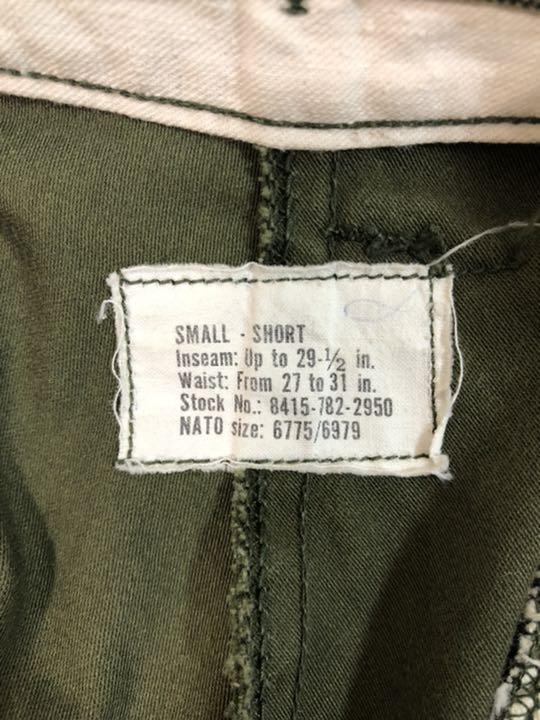 SMALL - SHORT
Inseam: Up to 29-1/2 in.
Waist: From 27 to 31 in.
Stock No.: 8415-782-2950
NATO size: 6775/6979